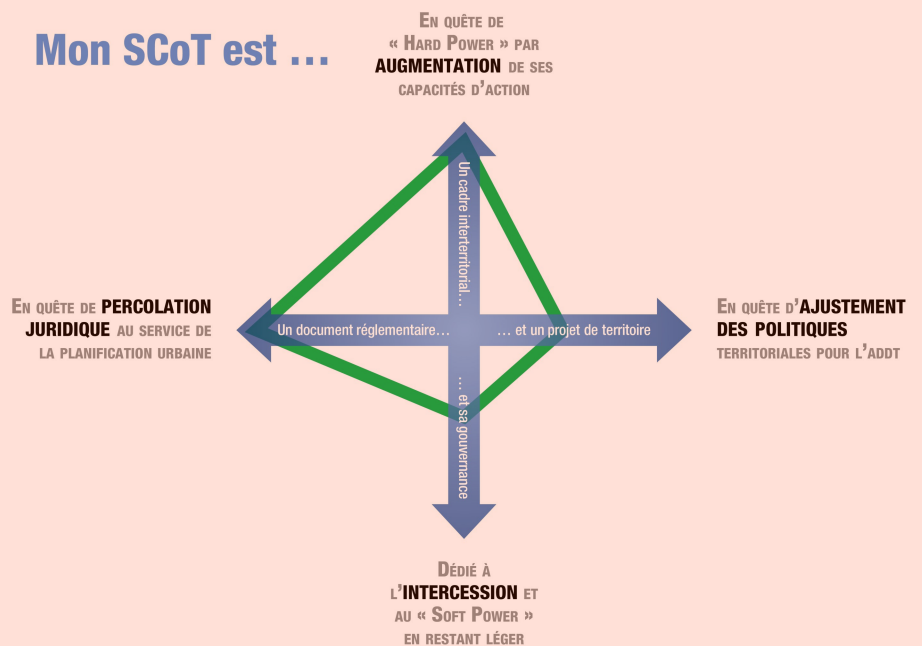 Mon SCoT est …
En quête de
« Hard Power » par
AUGMENTATION de ses
capacités d'action
Un cadre interterritorial…
En quête de PERCOLATION
JURIDIQUE au service de
la planification urbaine
Un document réglementaire…
… et un projet de territoire
En quête d'AJUSTEMENT
DES POLITIQUES
territoriales pour l'ADDT
… et sa gouvernance
Dédié à
l'INTERCESSION et
au « Soft Power »
en restant léger